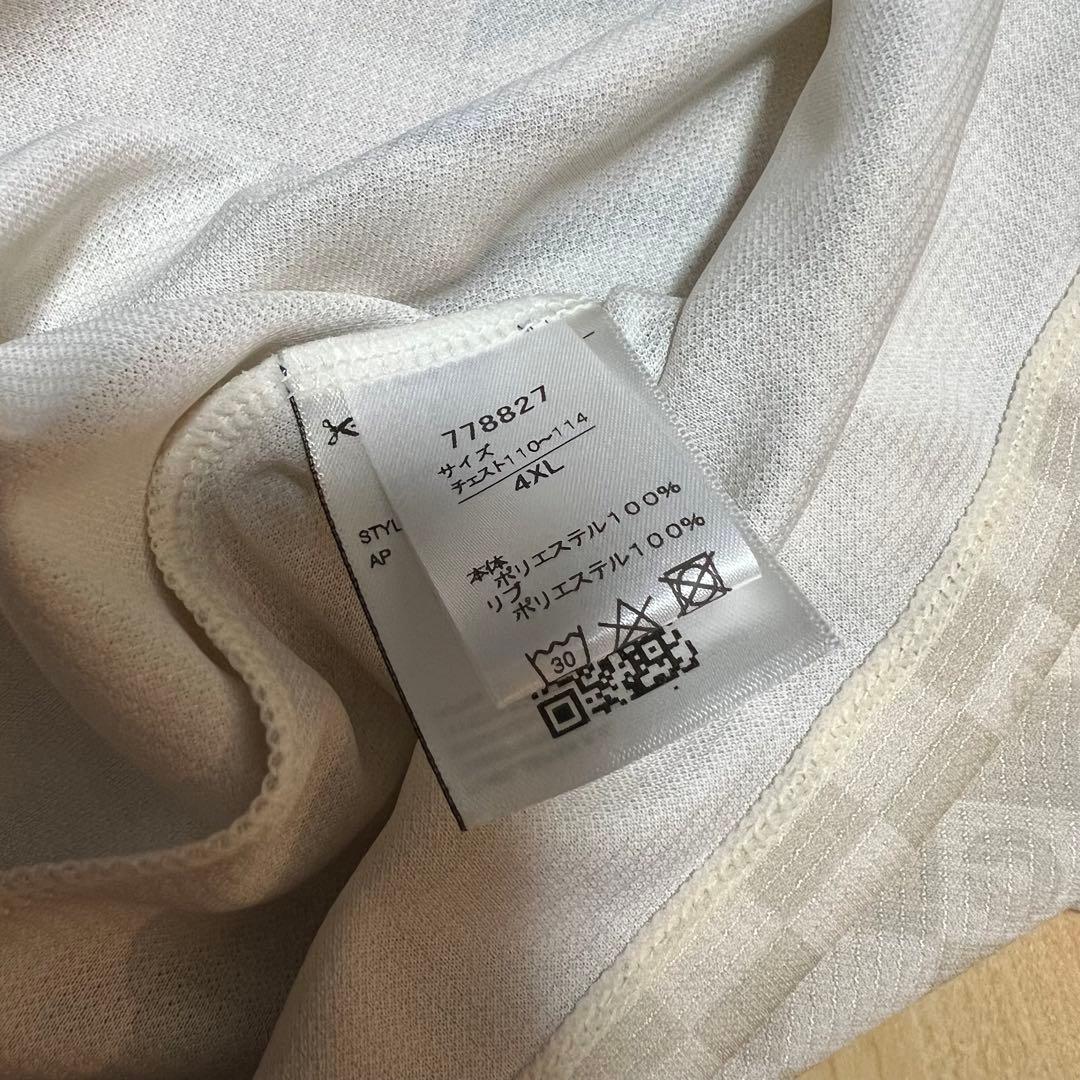 778827
サイズ
チェスト110~114
4XL
本体
ポリエステル100%
リブ
ポリエステル100%
30
STYL
AP